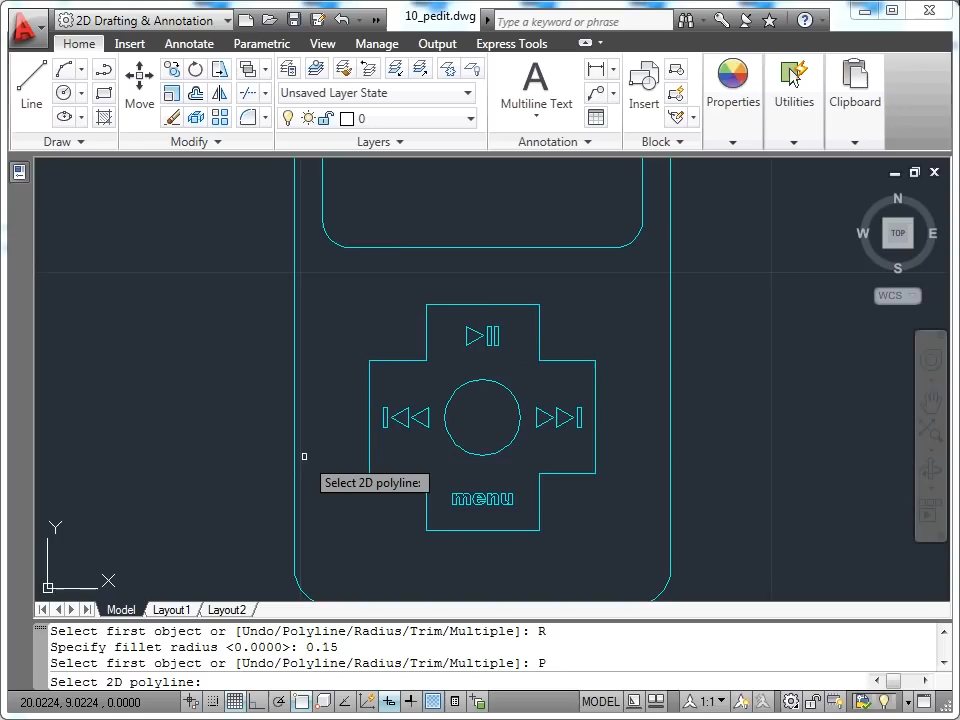 2D Drafting & Annotation
10_pedit.dwg
Type a keyword or phrase
Home Insert Annotate Parametric View Manage Output Express Tools
Line
Move
Unsaved Layer State
0
Multiline Text
Insert
Properties
Utilities
Clipboard
Draw
Modify
Layers
Annotation
Block
N
W
TOP
E
S
WCS
Select 2D polyline:
menu
Y
X
Model Layout1 Layout2
Select first object or [Undo/Polyline/Radius/Trim/Multiple]: R
Specify fillet radius <0.0000>: 0.15
Select first object or [Undo/Polyline/Radius/Trim/Multiple]: P
Select 2D polyline:
20.0224, 9.0224 , 0.0000
MODEL
1:1